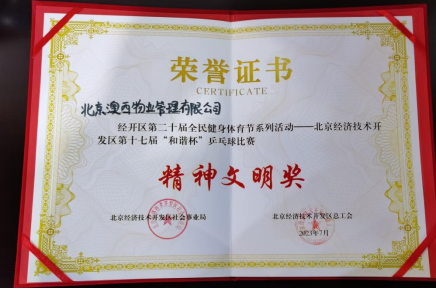 荣誉证书
北京澳西物业管理有限公司
经开区第二十届全民健身体育节系列活动——北京经济技术开
发区第十七届“和谐杯”乒乓球比赛
精神文明奖
北京经济技术开发区社会事业局
北京经济技术开发区总工会
2023年7月